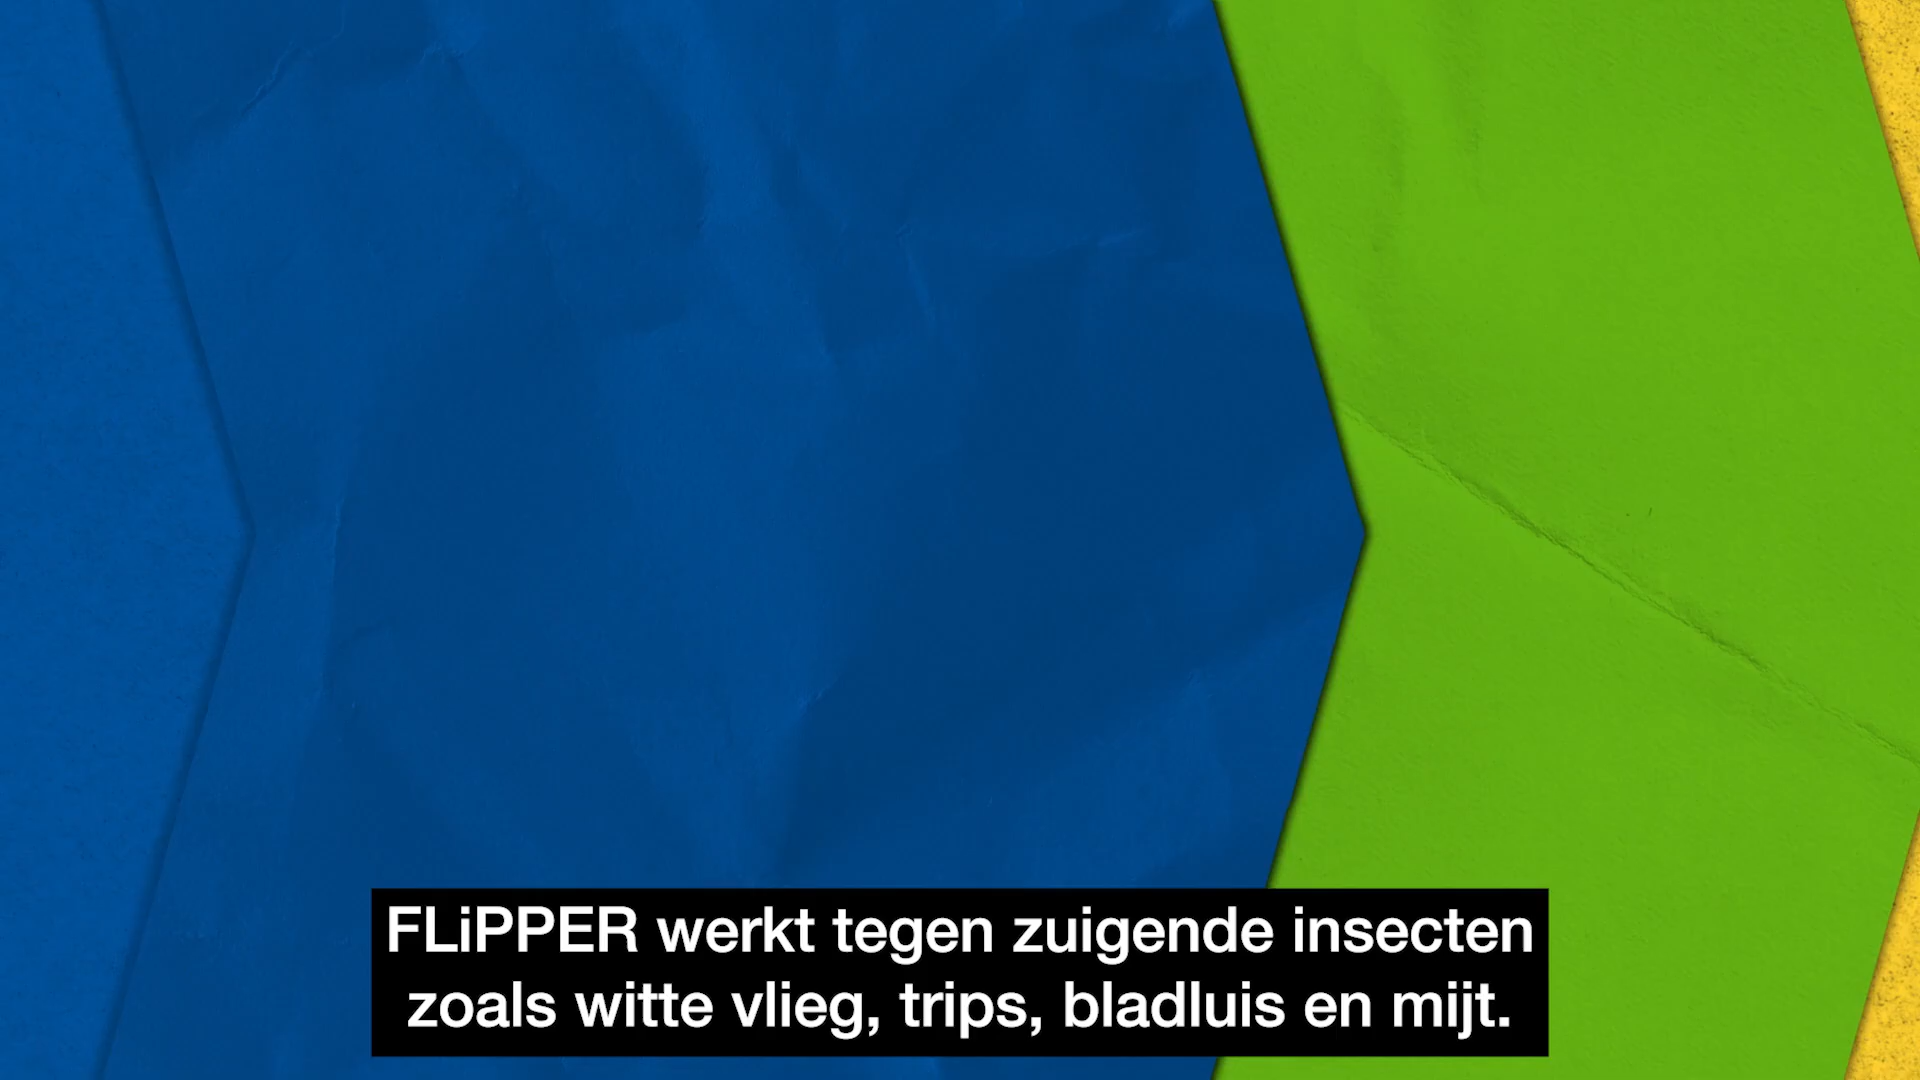 FLiPPER werkt tegen zuigende insecten
zoals witte vlieg, trips, bladluis en mijt.